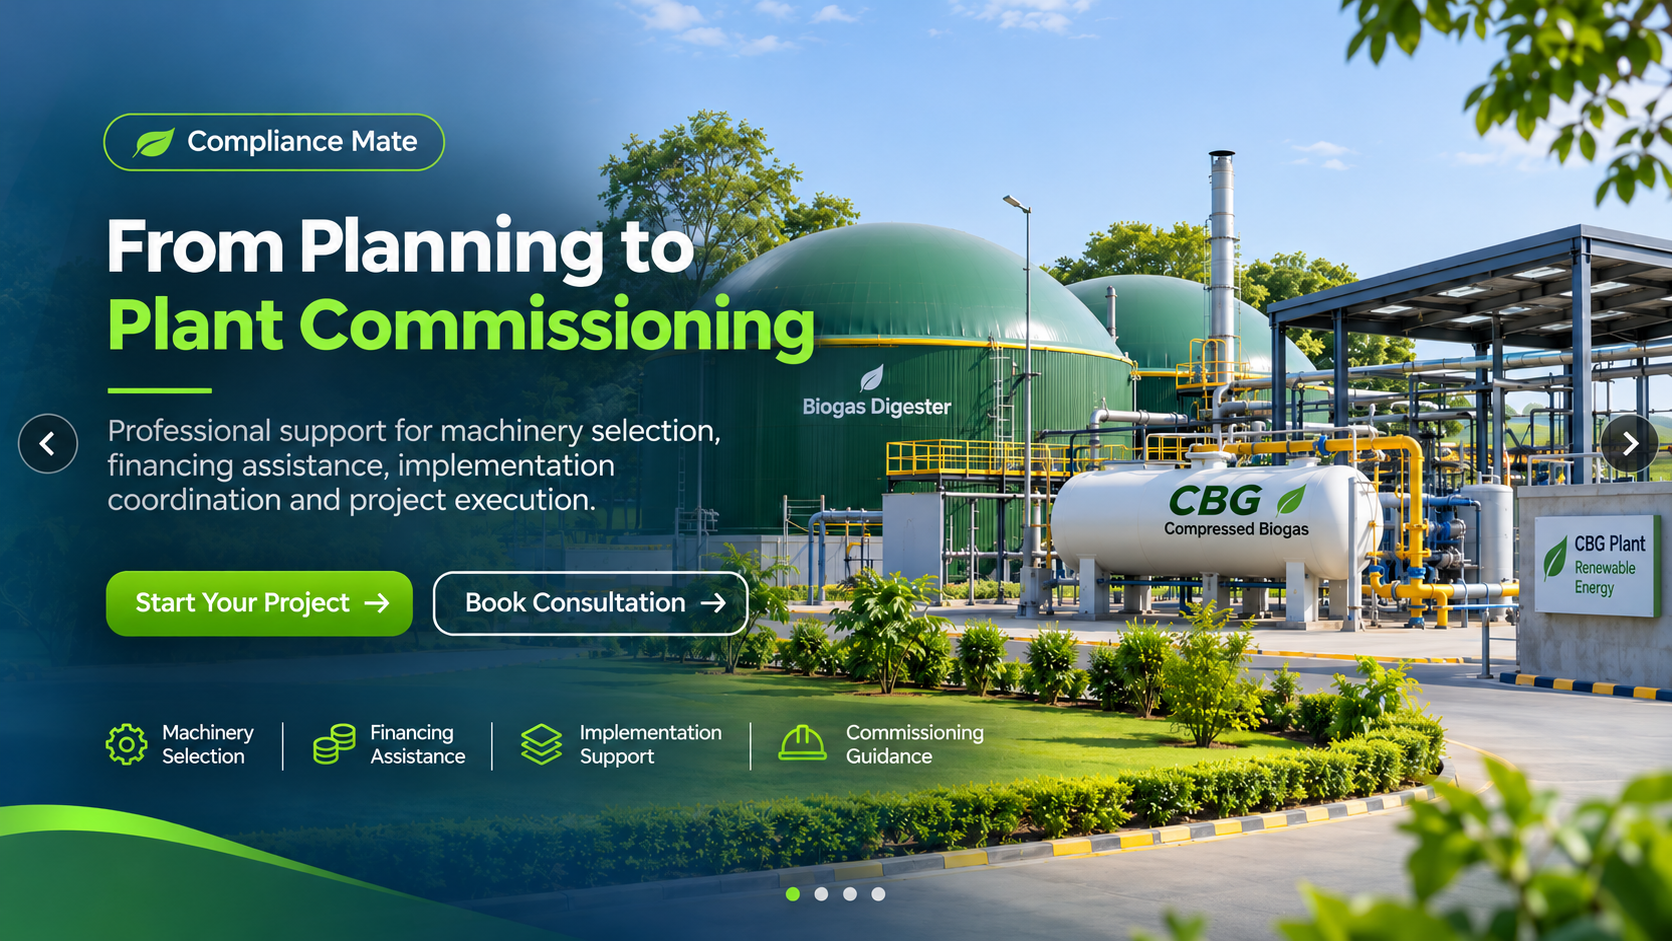 Compliance Mate
From Planning to
Plant Commissioning
Professional support for machinery selection,
financing assistance, implementation
coordination and project execution.
Start Your Project →
Book Consultation →
Machinery
Selection
Financing
Assistance
Implementation
Support
Commissioning
Guidance
Biogas Digester
CBG
Compressed Biogas
CBG Plant
Renewable
Energy